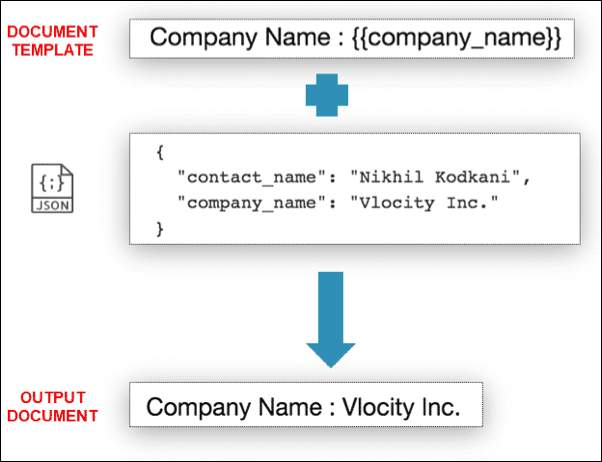 DOCUMENT
TEMPLATE
Company Name : {{company_name}}
{
"contact_name": "Nikhil Kodkani",
"company_name": "Vlocity Inc."
}
{;}
JSON
OUTPUT
DOCUMENT
Company Name : Vlocity Inc.